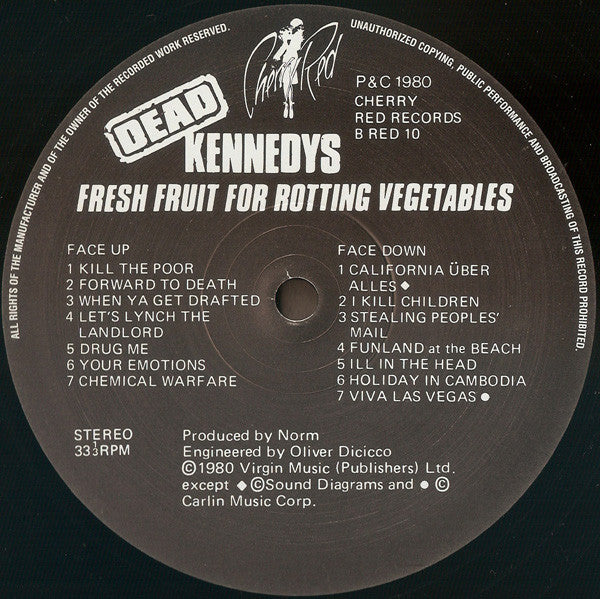 ALL RIGHTS OF THE MANUFACTURER AND OF THE OWNER OF THE RECORDED WORK RESERVED.
UNAUTHORIZED COPYING, PUBLIC PERFORMANCE AND BROADCASTING OF THIS RECORD PROHIBITED.
Cherry Red
P&C 1980
CHERRY
RED RECORDS
B RED 10
DEAD
KENNEDYS
FRESH FRUIT FOR ROTTING VEGETABLES
FACE UP
1 KILL THE POOR
2 FORWARD TO DEATH
3 WHEN YA GET DRAFTED
4 LET'S LYNCH THE
LANDLORD
5 DRUG ME
6 YOUR EMOTIONS
7 CHEMICAL WARFARE
FACE DOWN
1 CALIFORNIA ÜBER
ALLES ◆
2 I KILL CHILDREN
3 STEALING PEOPLES'
MAIL
4 FUNLAND at the BEACH
5 ILL IN THE HEAD
6 HOLIDAY IN CAMBODIA
7 VIVA LAS VEGAS ●
STEREO
33⅓RPM
Produced by Norm
Engineered by Oliver Dicicco
©1980 Virgin Music (Publishers) Ltd.
except ◆ ©Sound Diagrams and ● ©
Carlin Music Corp.